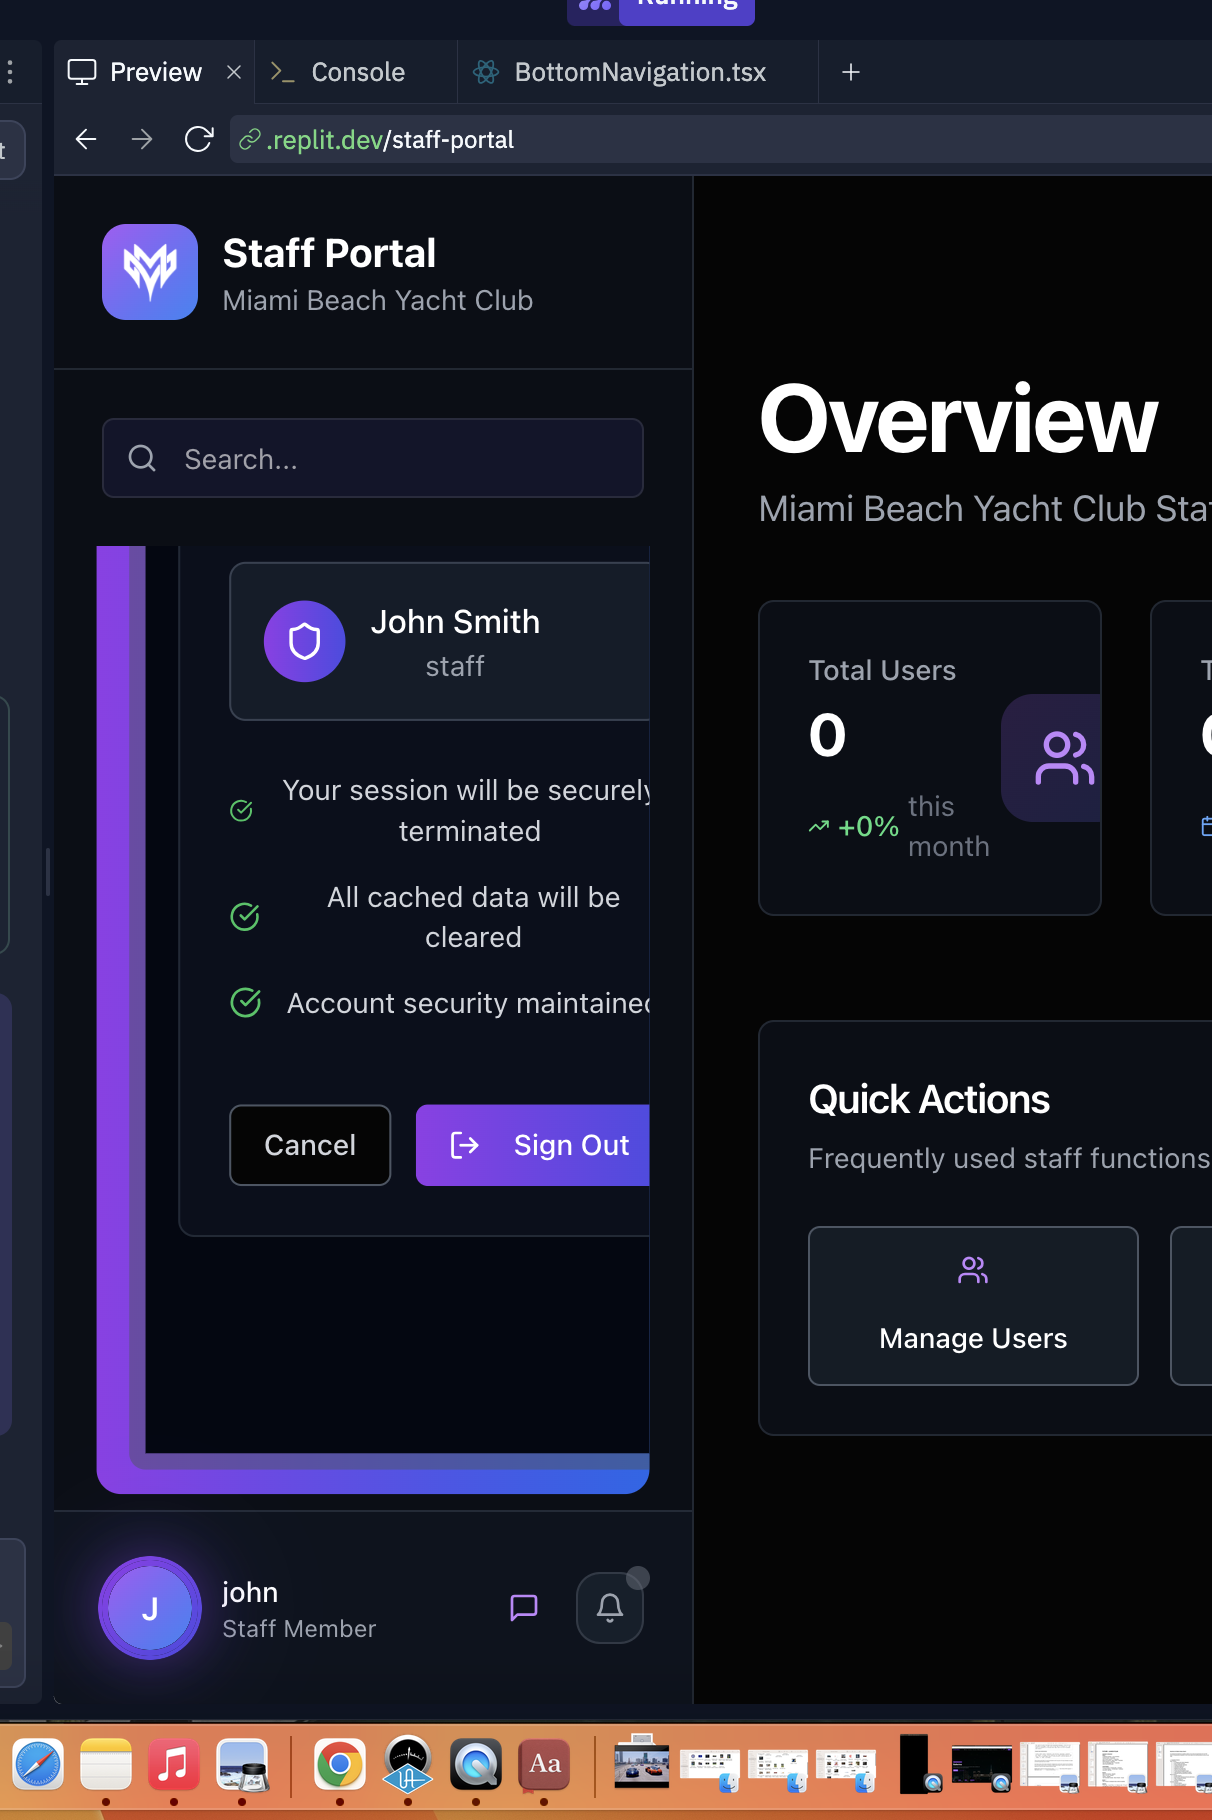 Running
Preview
Console
BottomNavigation.tsx
.replit.dev/staff-portal
Staff Portal
Miami Beach Yacht Club
Search...
John Smith
staff
Your session will be securely
terminated
All cached data will be
cleared
Account security maintained
Cancel
Sign Out
J
john
Staff Member
Overview
Miami Beach Yacht Club
Total Users
0
+0%
this
month
Quick Actions
Frequently used staff functions
Manage Users
Aa